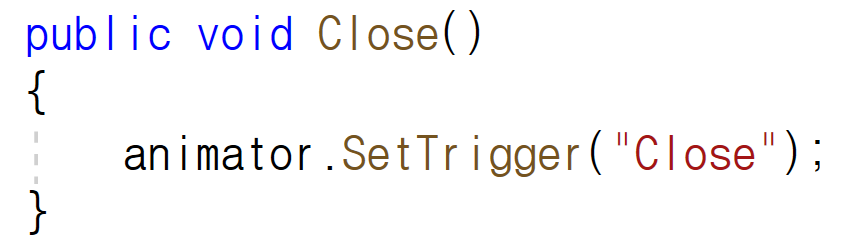 public void Close()
{
    animator.SetTrigger("Close");
}